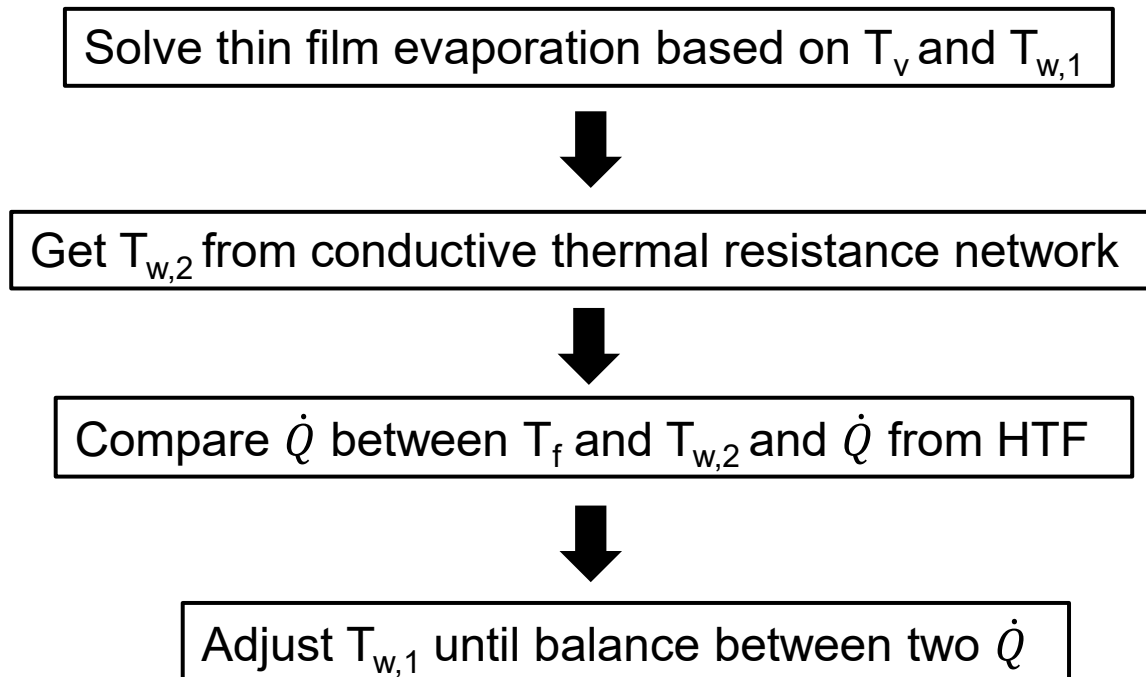 Solve thin film evaporation based on T_v and T_w,1
Get T_w,2 from conductive thermal resistance network
Compare Q̇ between T_f and T_w,2 and Q̇ from HTF
Adjust T_w,1 until balance between two Q̇